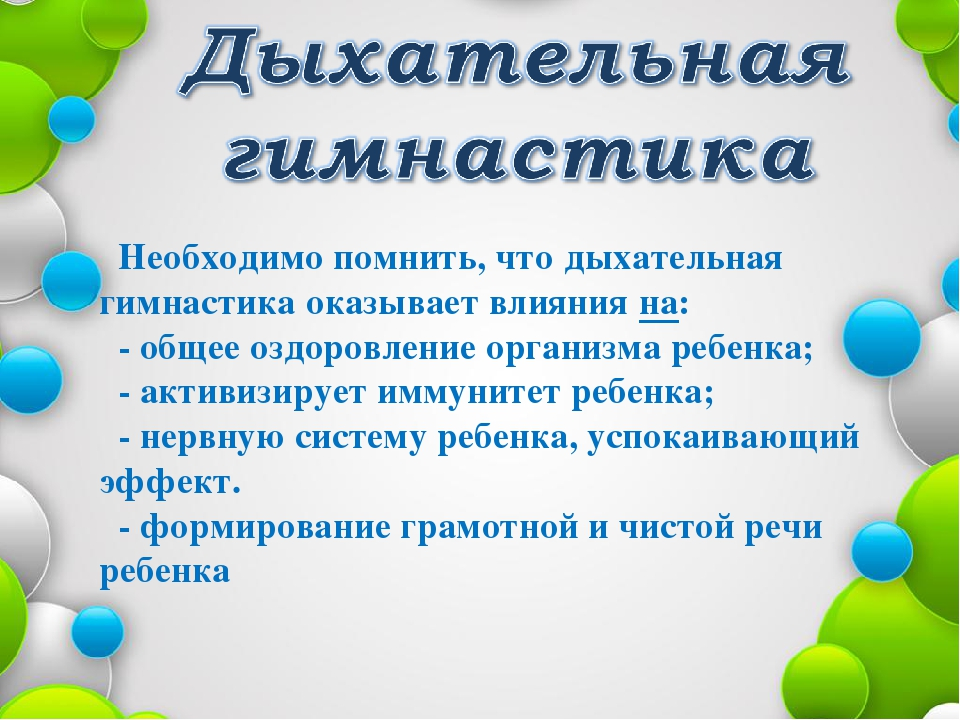 Дыхательная
гимнастика
Необходимо помнить, что дыхательная
гимнастика оказывает влияния на:
- общее оздоровление организма ребенка;
- активизирует иммунитет ребенка;
- нервную систему ребенка, успокаивающий
эффект.
- формирование грамотной и чистой речи
ребенка